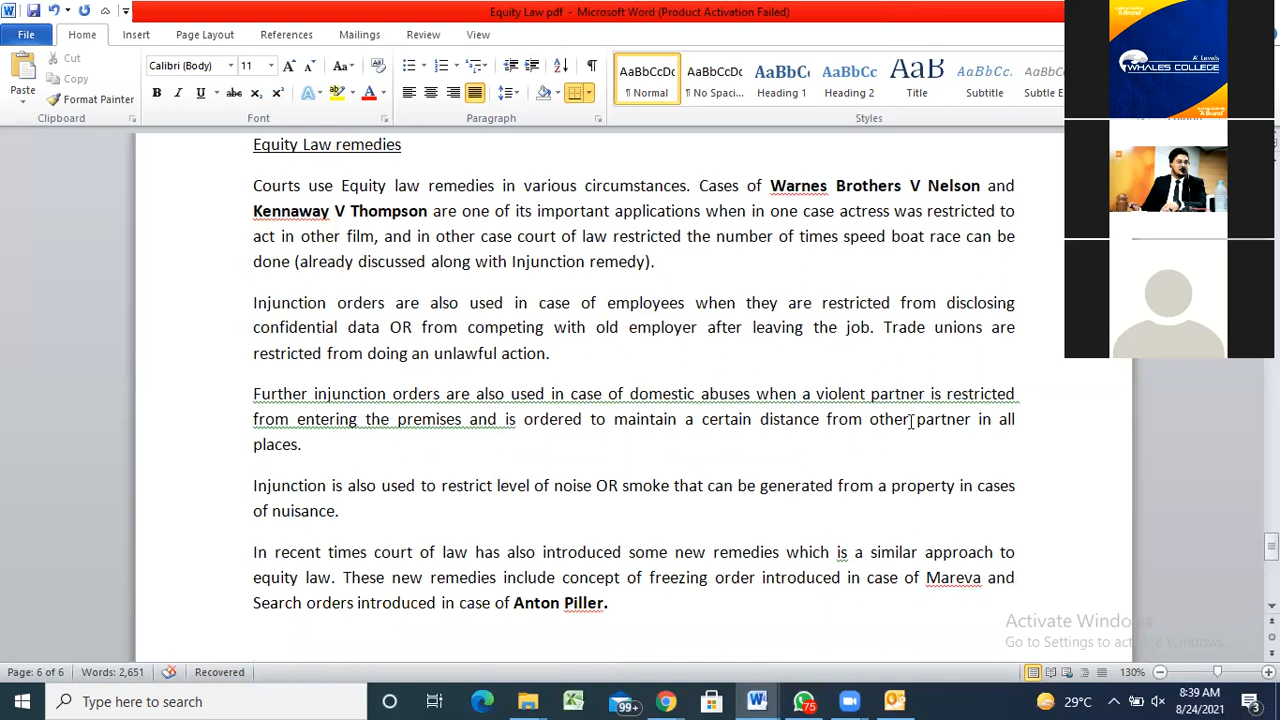 Equity Law pdf - Microsoft Word (Product Activation Failed)
File Home Insert Page Layout References Mailings Review View
Cut
Copy
Format Painter
Paste
Calibri (Body) 11
AaBbCcDc AaBbCcDc AaBbC AaBbCc AaB AaBbCcD AaBbCcD
¶ Normal ¶ No Spaci... Heading 1 Heading 2 Title Subtitle Subtle E
Clipboard Font Paragraph Styles
A' Levels
WHALES COLLEGE
Equity Law remedies
Courts use Equity law remedies in various circumstances. Cases of Warnes Brothers V Nelson and
Kennaway V Thompson are one of its important applications when in one case actress was restricted to
act in other film, and in other case court of law restricted the number of times speed boat race can be
done (already discussed along with Injunction remedy).
Injunction orders are also used in case of employees when they are restricted from disclosing
confidential data OR from competing with old employer after leaving the job. Trade unions are
restricted from doing an unlawful action.
Further injunction orders are also used in case of domestic abuses when a violent partner is restricted
from entering the premises and is ordered to maintain a certain distance from other partner in all
places.
Injunction is also used to restrict level of noise OR smoke that can be generated from a property in cases
of nuisance.
In recent times court of law has also introduced some new remedies which is a similar approach to
equity law. These new remedies include concept of freezing order introduced in case of Mareva and
Search orders introduced in case of Anton Piller.
Activate Windows
Go to Settings to activate Windows.
Page: 6 of 6 Words: 2,651 Recovered 130%
Type here to search
99+
75
29°C
8:39 AM
8/24/2021
3